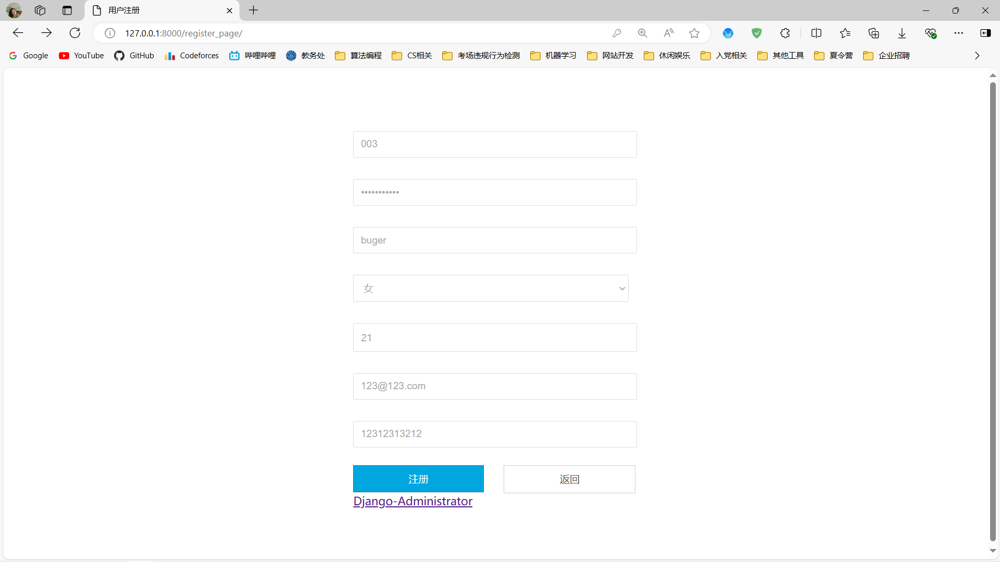 用户注册
127.0.0.1:8000/register_page/
Google YouTube GitHub Codeforces 哔哩哔哩 教务处 算法编程 CS相关 考场违规行为检测 机器学习 网站开发 休闲娱乐 入党相关 其他工具 夏令营 企业招聘
003
•••••••••••
buger
女
21
123@123.com
12312313212
注册 返回
Django-Administrator